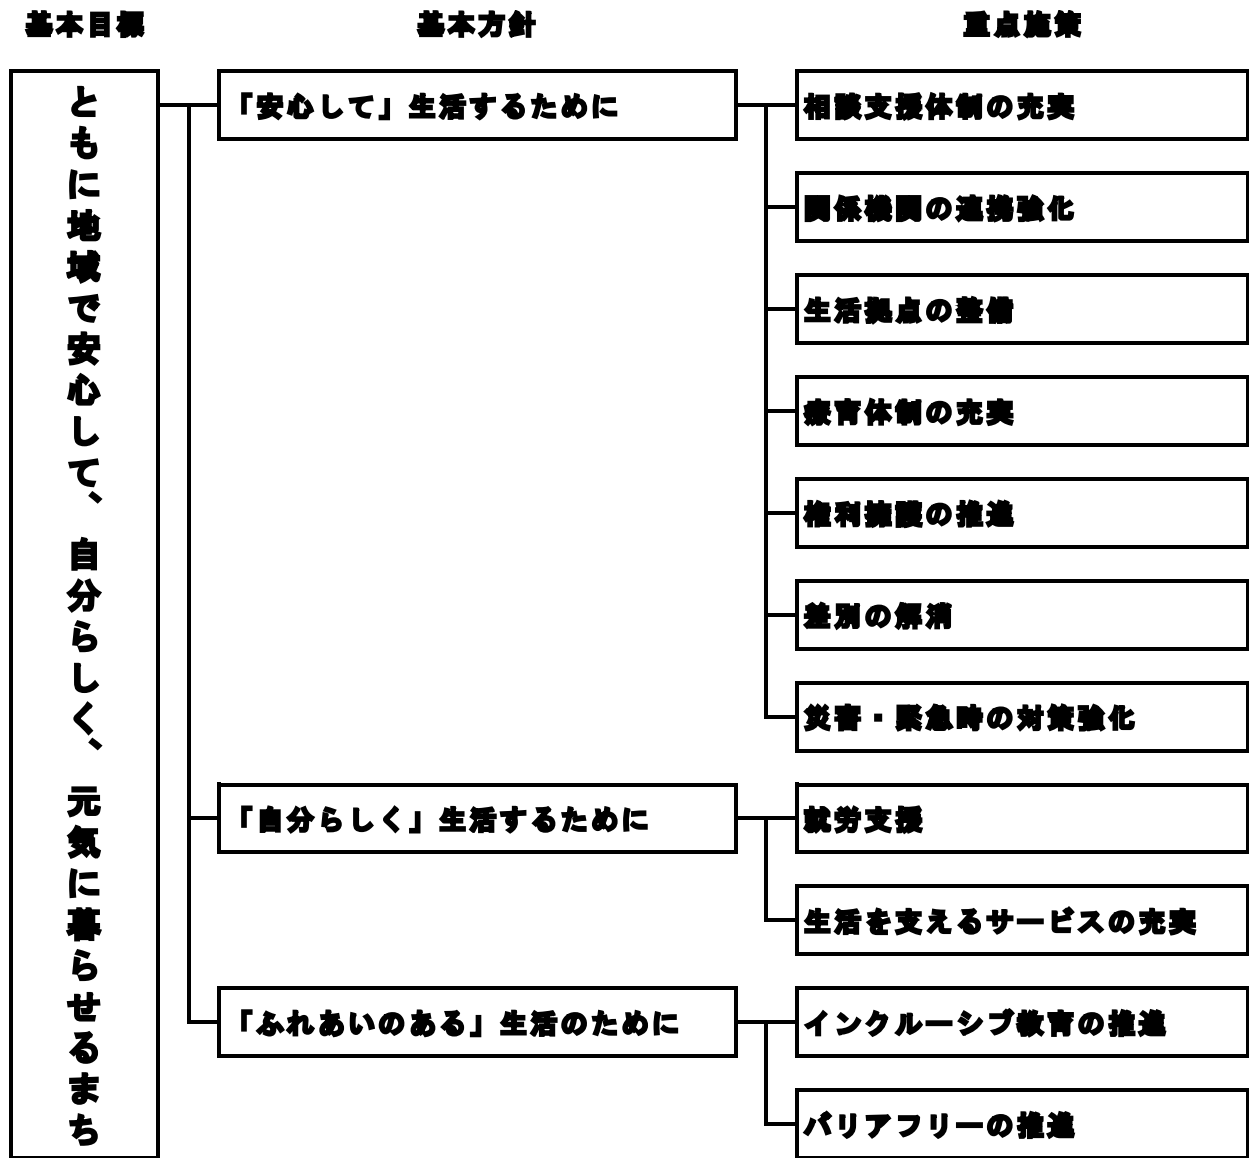 基本目標
基本方針
重点施策
ともに地域で安心して、自分らしく、元気に暮らせるまち
「安心して」生活するために
相談支援体制の充実
関係機関の連携強化
生活拠点の整備
療育体制の充実
権利擁護の推進
差別の解消
災害・緊急時の対策強化
「自分らしく」生活するために
就労支援
生活を支えるサービスの充実
「ふれあいのある」生活のために
インクルーシブ教育の推進
バリアフリーの推進